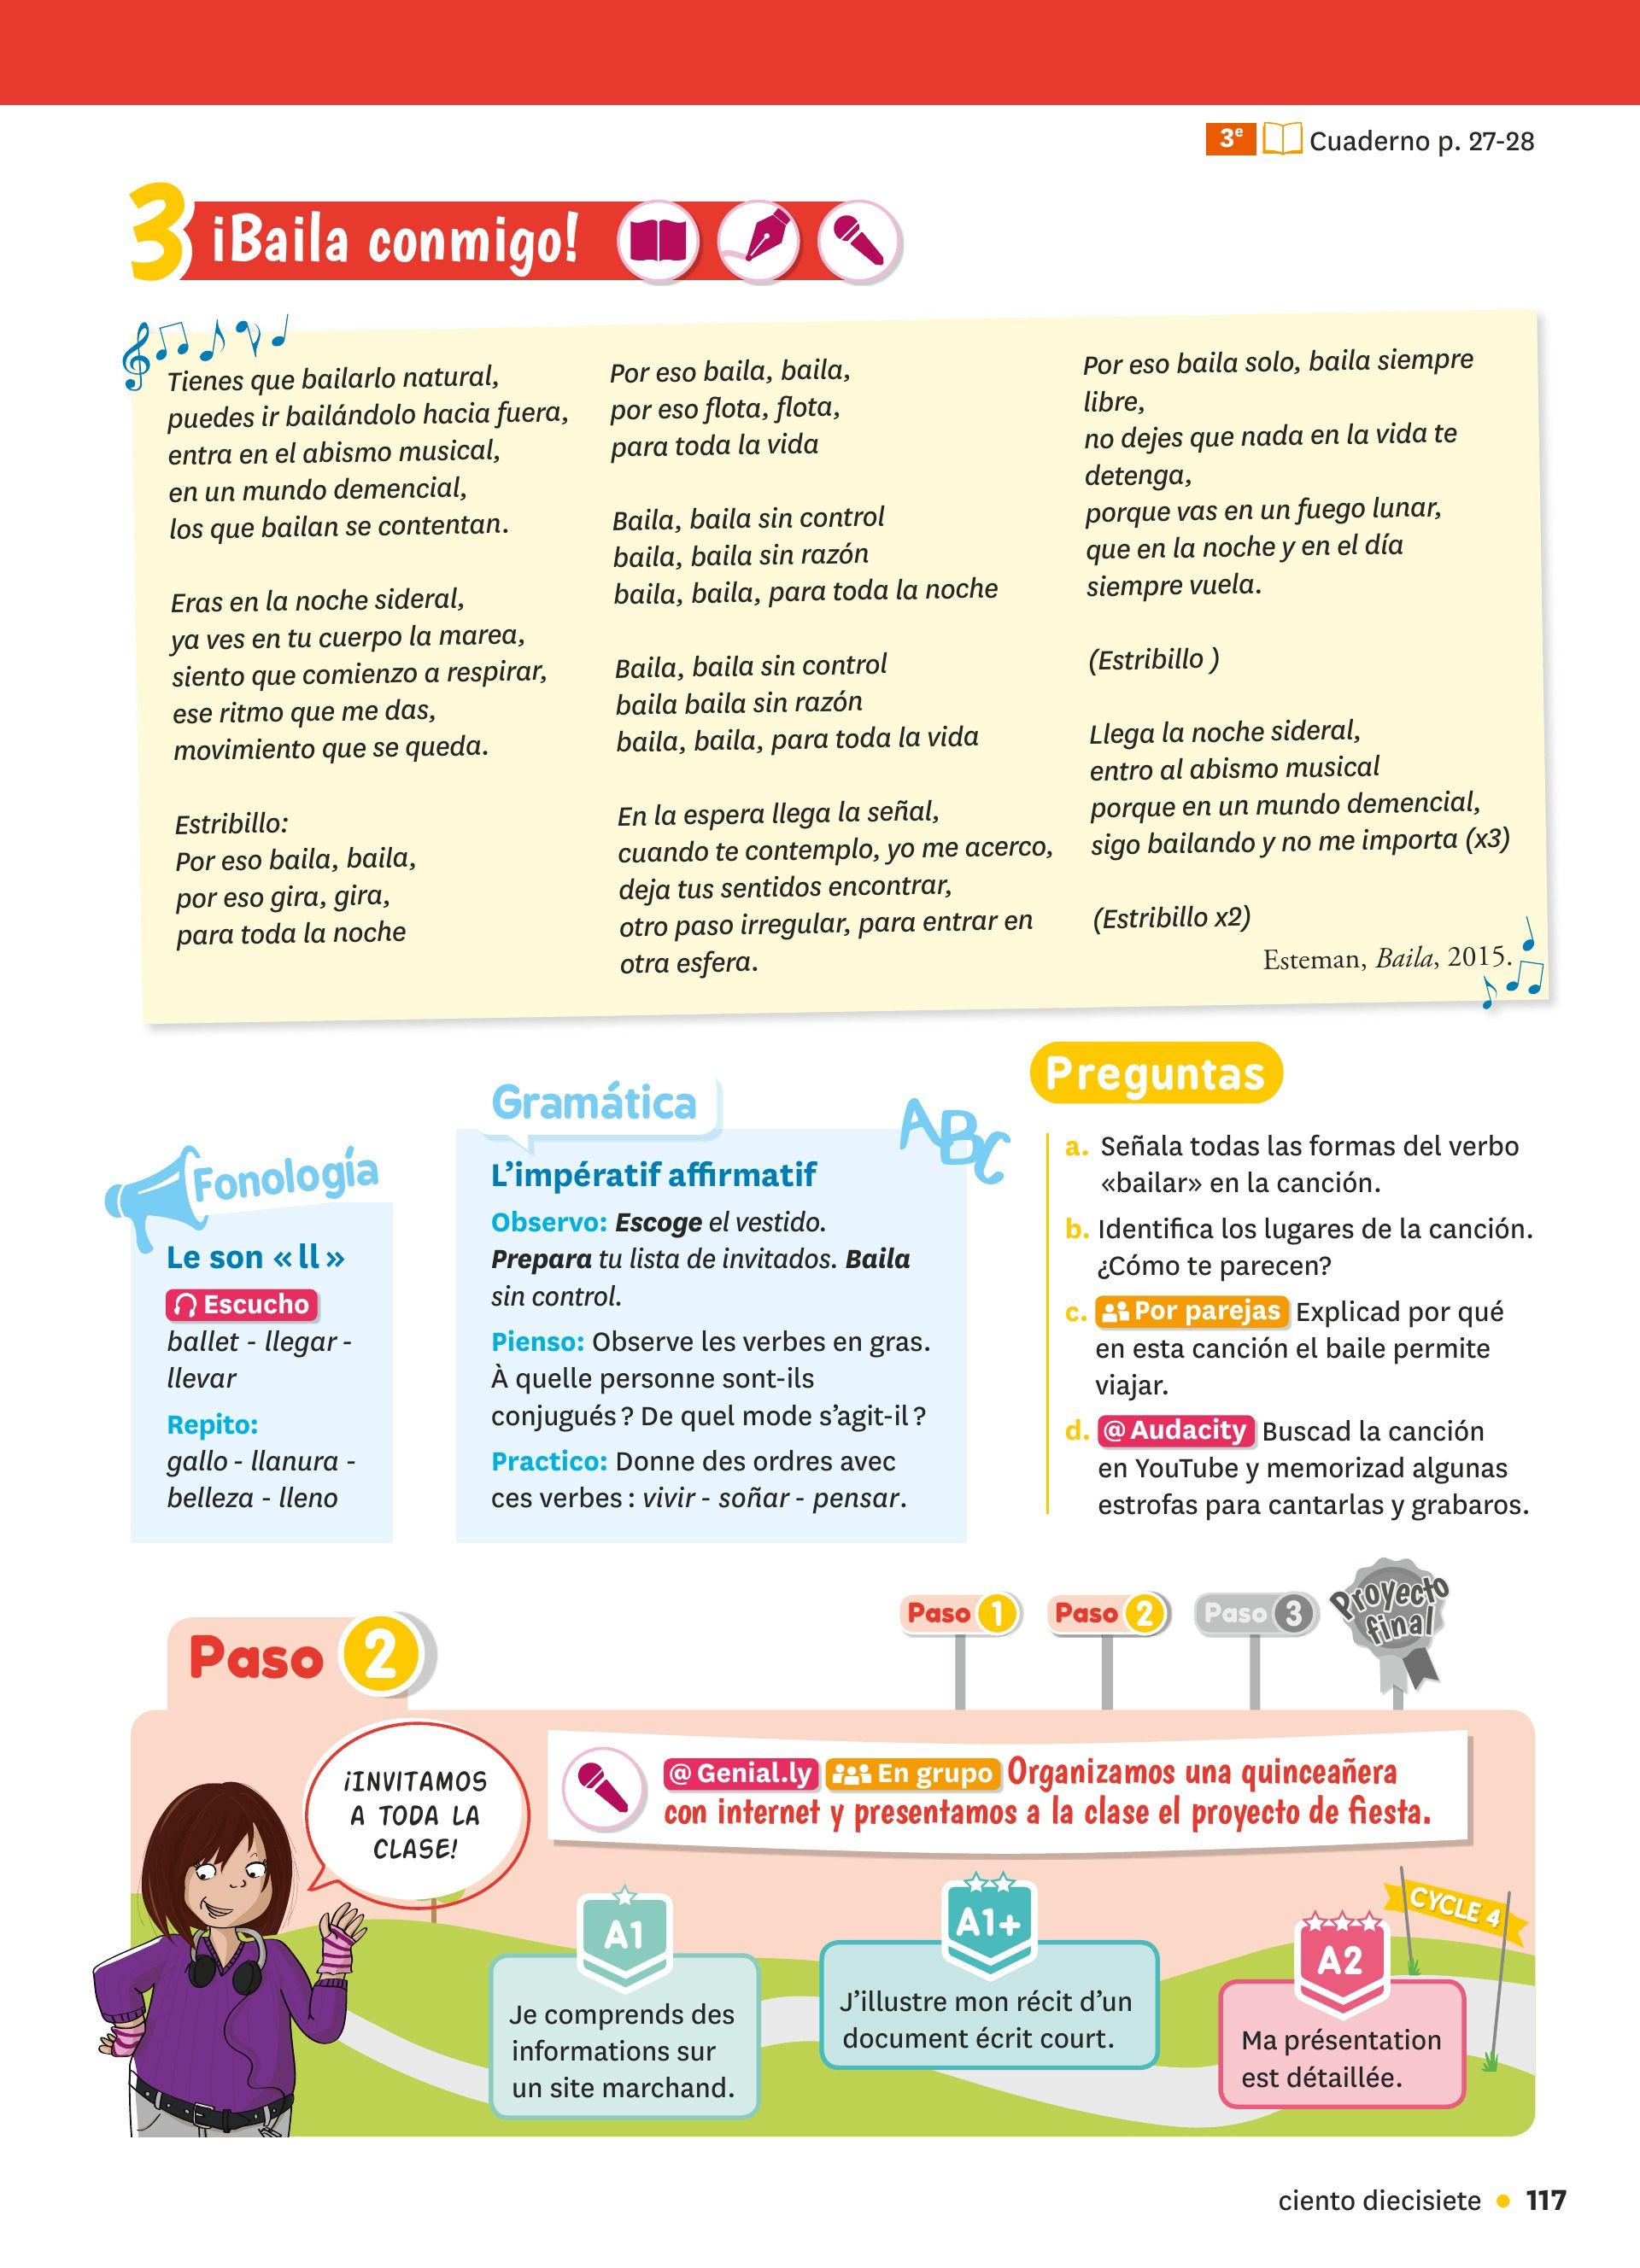 3e Cuaderno p. 27-28
3 ¡Baila conmigo!
Tienes que bailarlo natural,
puedes ir bailándolo hacia fuera,
entra en el abismo musical,
en un mundo demencial,
los que bailan se contentan.
Eras en la noche sideral,
ya ves en tu cuerpo la marea,
siento que comienzo a respirar,
ese ritmo que me das,
movimiento que se queda.
Estribillo:
Por eso baila, baila,
por eso gira, gira,
para toda la noche
Por eso baila, baila,
por eso flota, flota,
para toda la vida
Baila, baila sin control
baila, baila sin razón
baila, baila, para toda la noche
Baila, baila sin control
baila baila sin razón
baila, baila, para toda la vida
En la espera llega la señal,
cuando te contemplo, yo me acerco,
deja tus sentidos encontrar,
otro paso irregular, para entrar en
otra esfera.
Por eso baila solo, baila siempre
libre,
no dejes que nada en la vida te
detenga,
porque vas en un fuego lunar,
que en la noche y en el día
siempre vuela.
(Estribillo )
Llega la noche sideral,
entro al abismo musical
porque en un mundo demencial,
sigo bailando y no me importa (x3)
(Estribillo x2)
Esteman, Baila, 2015.
Fonología
Le son « ll »
Escucho
ballet - llegar -
llevar
Repito:
gallo - llanura -
belleza - lleno
Gramática
ABC
L'impératif affirmatif
Observo: Escoge el vestido.
Prepara tu lista de invitados. Baila
sin control.
Pienso: Observe les verbes en gras.
À quelle personne sont-ils
conjugués ? De quel mode s'agit-il ?
Practico: Donne des ordres avec
ces verbes : vivir - soñar - pensar.
Preguntas
a. Señala todas las formas del verbo
«bailar» en la canción.
b. Identifica los lugares de la canción.
¿Cómo te parecen?
c. Por parejas Explicad por qué
en esta canción el baile permite
viajar.
d. @ Audacity Buscad la canción
en YouTube y memorizad algunas
estrofas para cantarlas y grabaros.
Paso 1 Paso 2 Paso 3 Proyecto
final
Paso 2
¡INVITAMOS
A TODA LA
CLASE!
@ Genial.ly En grupo Organizamos una quinceañera
con internet y presentamos a la clase el proyecto de fiesta.
A1
Je comprends des
informations sur
un site marchand.
A1+
J'illustre mon récit d'un
document écrit court.
CYCLE 4
A2
Ma présentation
est détaillée.
ciento diecisiete • 117